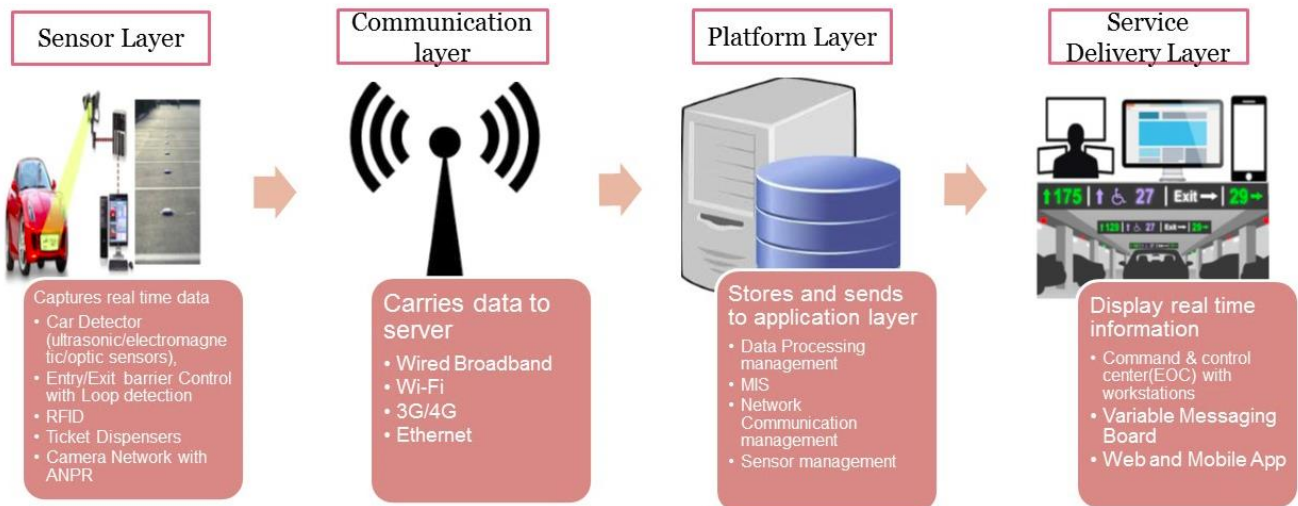 Sensor Layer
Communication
layer
Platform Layer
Service
Delivery Layer
↑175 | ↑ ♿ 27 | Exit → | 29 →
↑129 | ↑ ♿ 27 | Exit → | 29 →
Captures real time data
• Car Detector
(ultrasonic/electromagne
tic/optic sensors),
• Entry/Exit barrier Control
with Loop detection
• RFID
• Ticket Dispensers
• Camera Network with
ANPR
Carries data to
server
• Wired Broadband
• Wi-Fi
• 3G/4G
• Ethernet
Stores and sends
to application layer
• Data Processing
management
• MIS
• Network
Communication
management
• Sensor management
Display real time
information
• Command & control
center(EOC) with
workstations
• Variable Messaging
Board
• Web and Mobile App